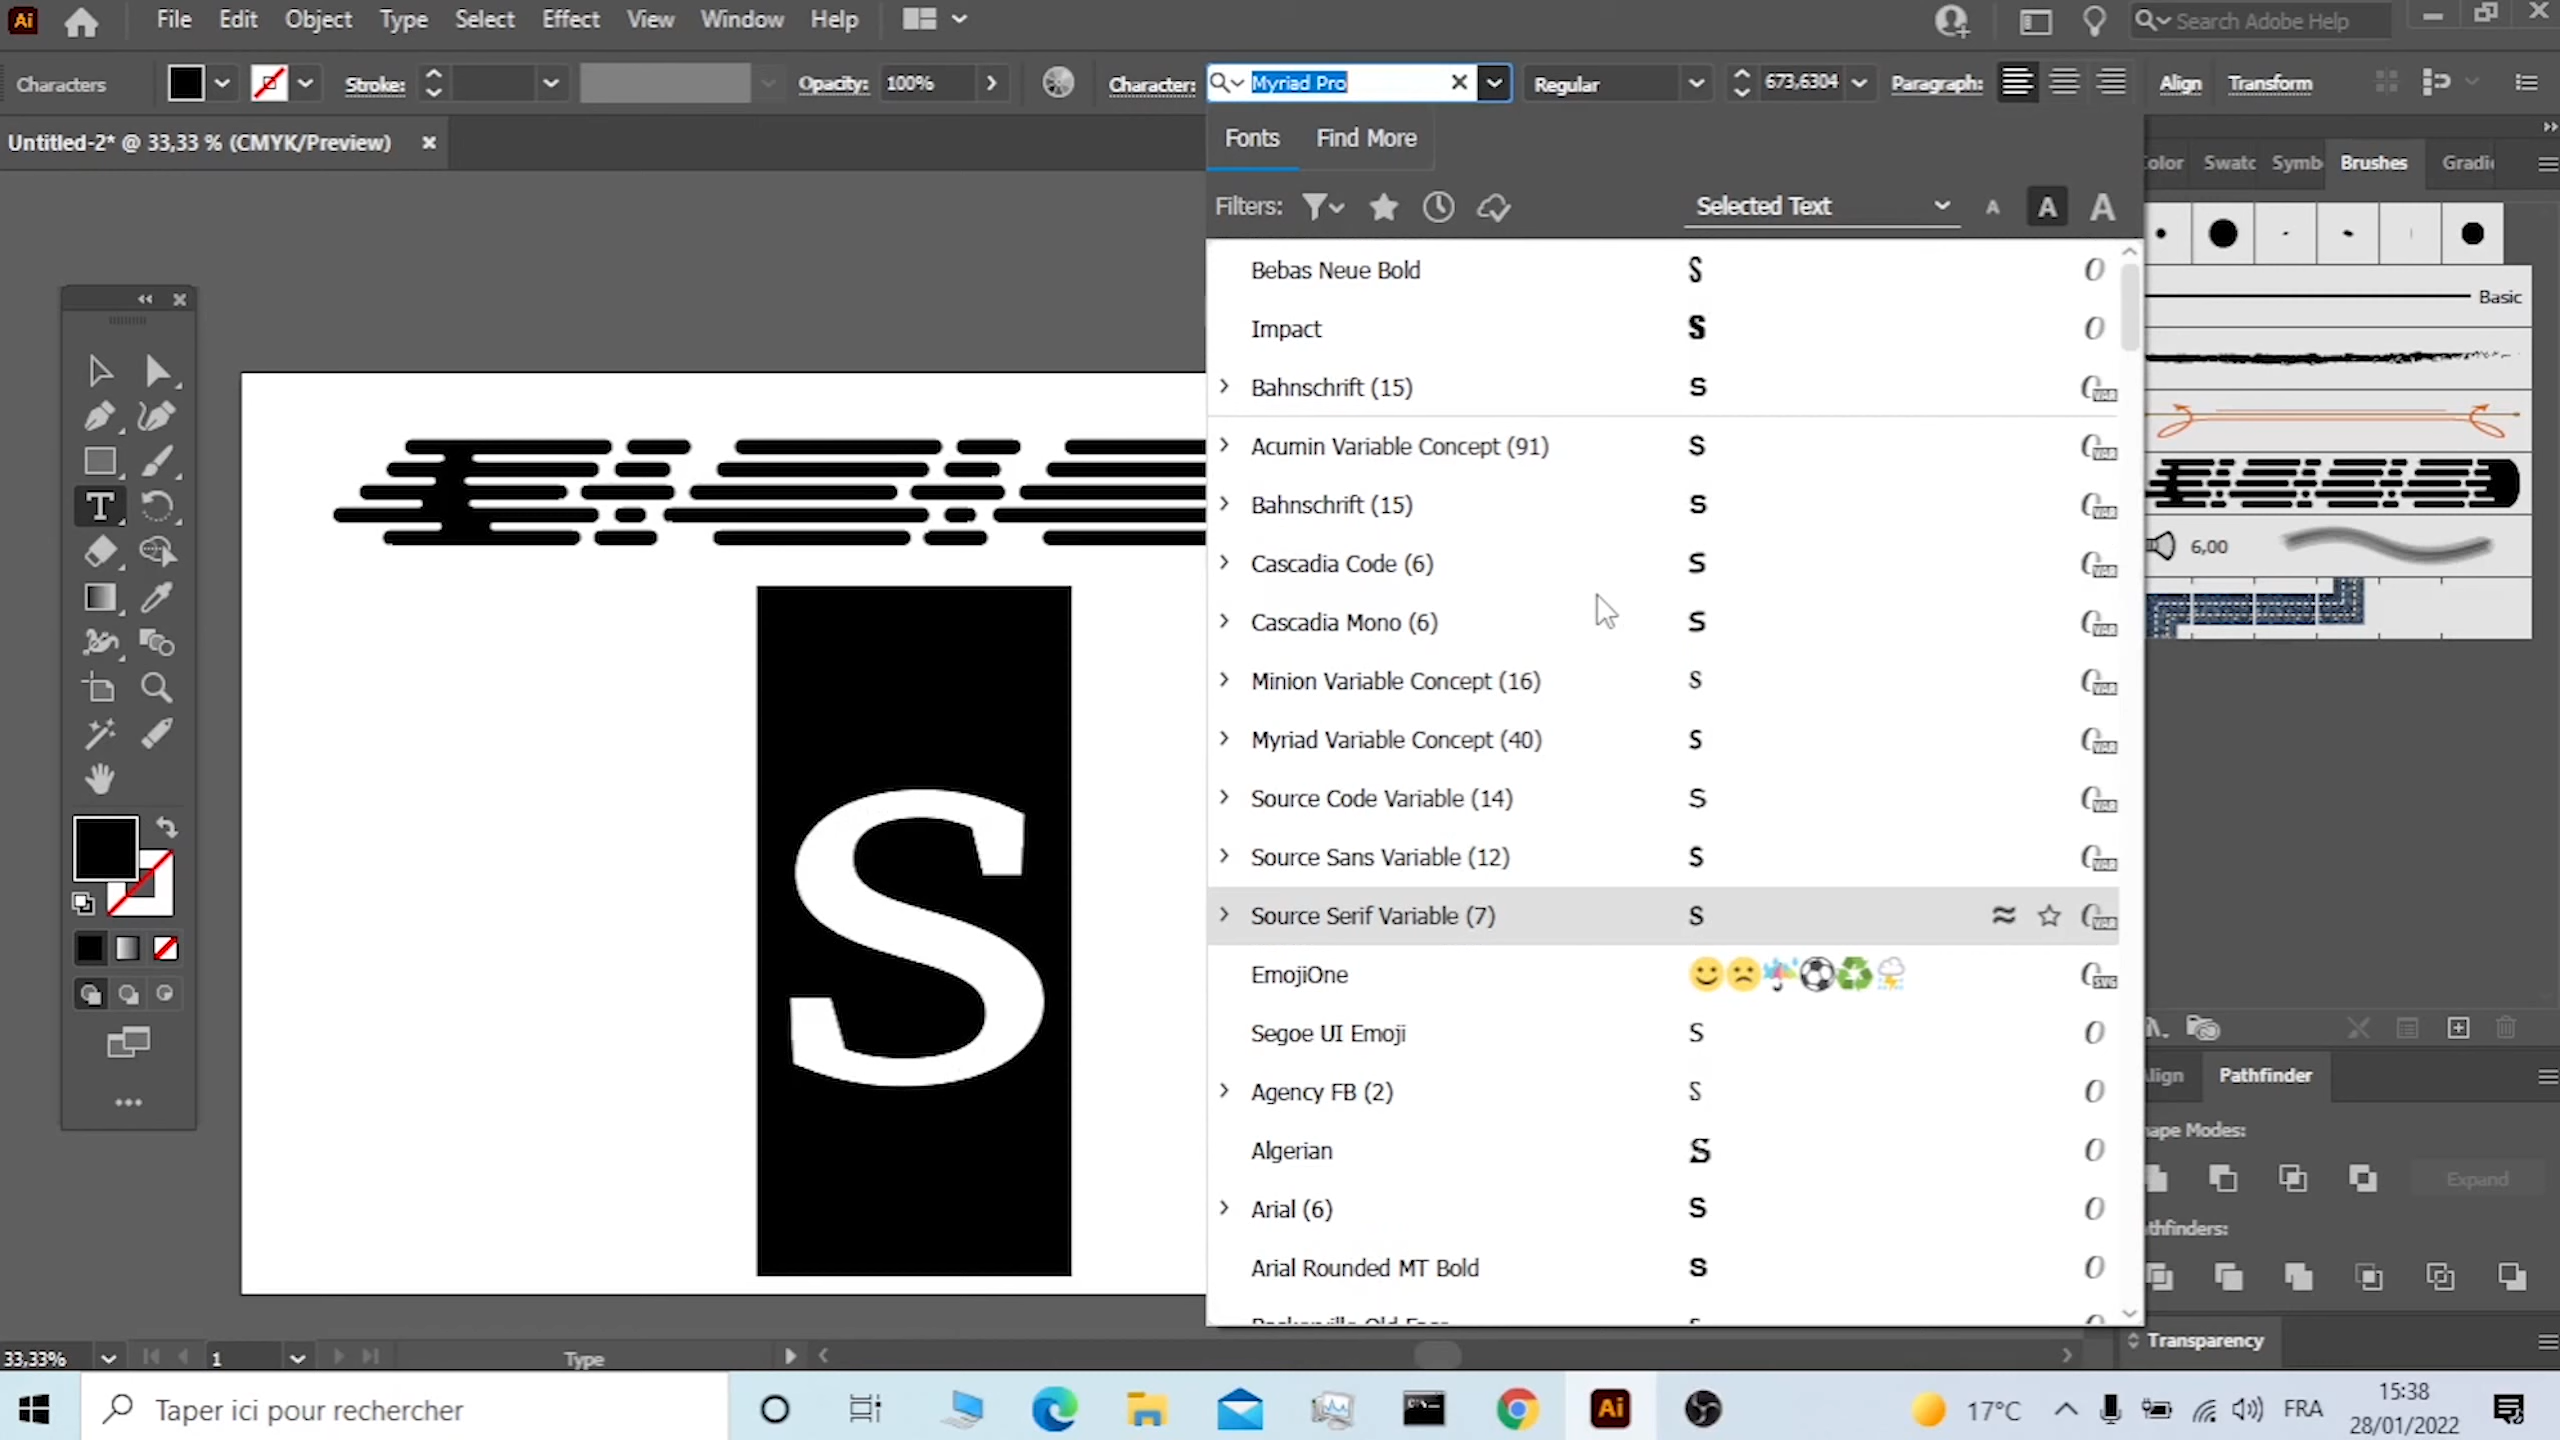 Ai File Edit Object Type Select Effect View Window Help Search Adobe Help
Characters Stroke: Opacity: 100% Character: Myriad Pro Regular 673,6304 Paragraph: Align Transform
Untitled-2* @ 33,33 % (CMYK/Preview)
Fonts Find More
Swatc Symb Brushes Gradi
Filters: Selected Text A A A
Bebas Neue Bold S
Basic
Impact S
Bahnschrift (15) S
Acumin Variable Concept (91) S
Bahnschrift (15) S
6,00
Cascadia Code (6) S
Cascadia Mono (6) S
Minion Variable Concept (16) S
Myriad Variable Concept (40) S
Source Code Variable (14) S
Source Sans Variable (12) S
Source Serif Variable (7) S
S
EmojiOne
Segoe UI Emoji S
Agency FB (2) S
Pathfinder
Algerian S
Arial (6) S
Expand
Arial Rounded MT Bold S
33,33% 1 Type
Transparency
Taper ici pour rechercher
Ai
17°C FRA
15:38
28/01/2022